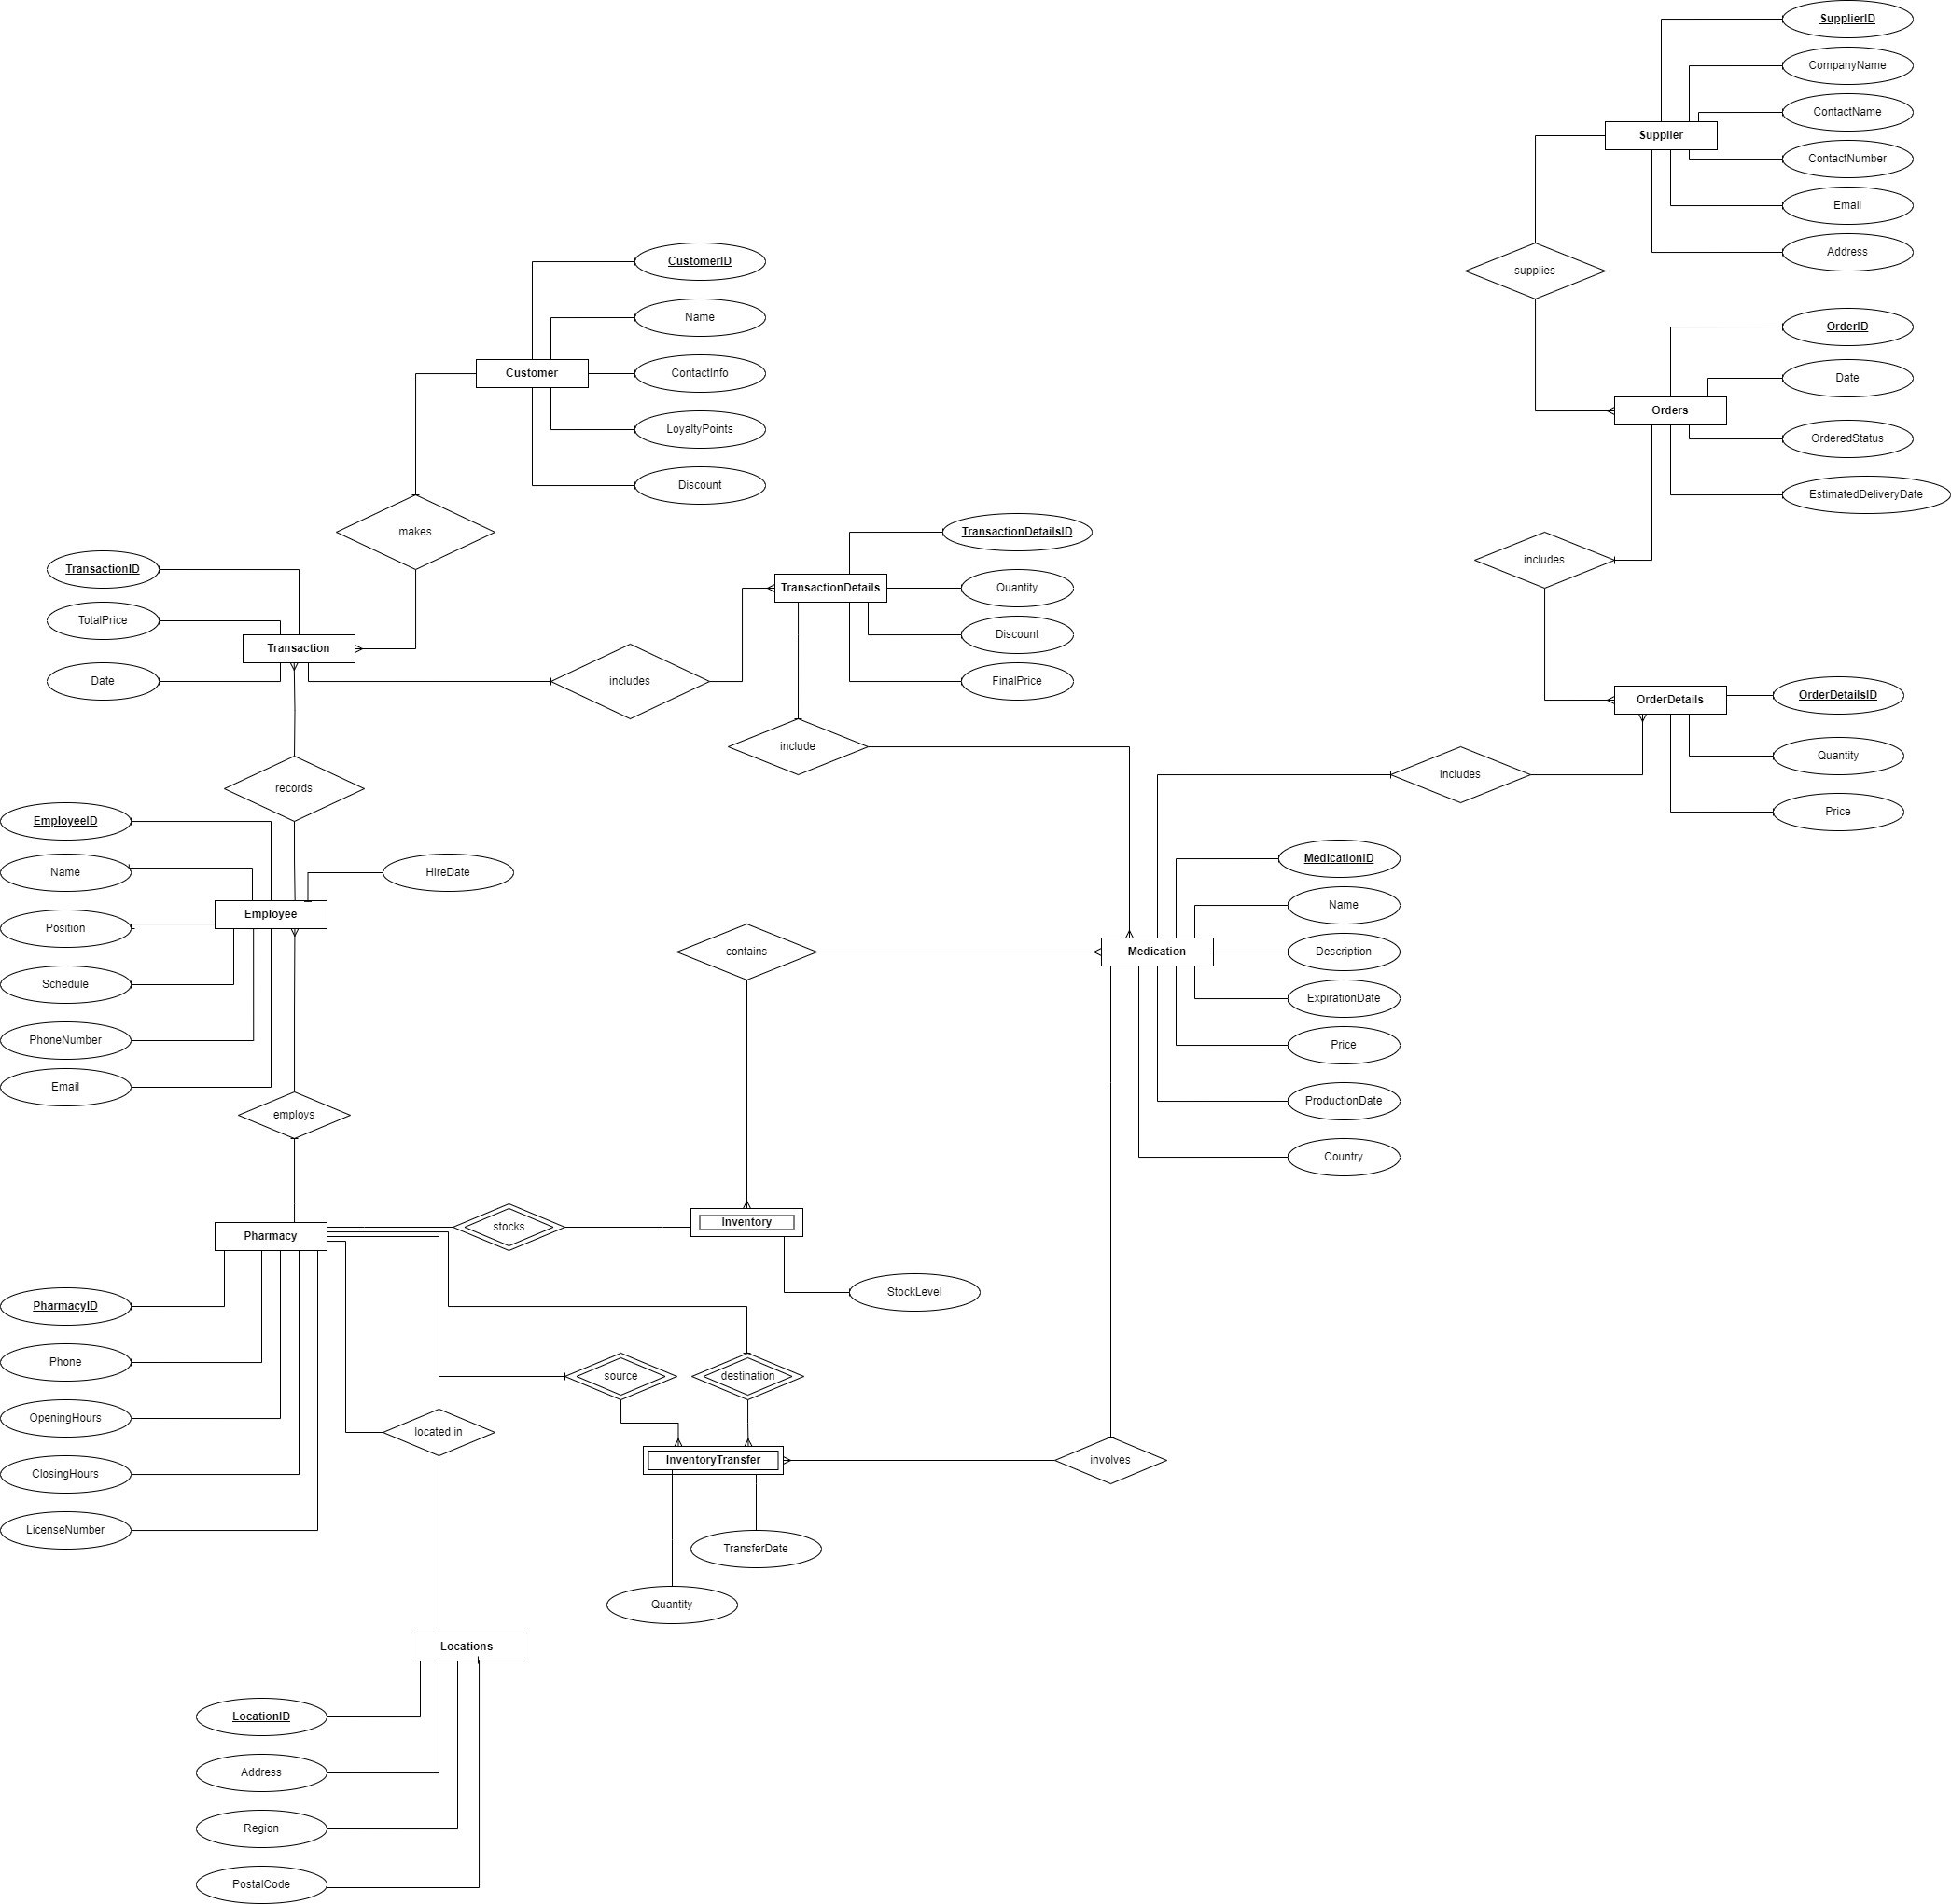 SupplierID
CompanyName
ContactName
Supplier
ContactNumber
Email
Address
supplies
OrderID
Date
Orders
OrderedStatus
EstimatedDeliveryDate
includes
OrderDetails
OrderDetailsID
Quantity
Price
includes
CustomerID
Name
Customer
ContactInfo
LoyaltyPoints
Discount
makes
TransactionID
TotalPrice
Transaction
Date
includes
TransactionDetailsID
TransactionDetails
Quantity
Discount
FinalPrice
include
records
EmployeeID
Name
HireDate
Employee
Position
Schedule
PhoneNumber
Email
employs
MedicationID
Name
Medication
Description
ExpirationDate
Price
ProductionDate
Country
contains
Inventory
stocks
StockLevel
Pharmacy
PharmacyID
Phone
OpeningHours
ClosingHours
LicenseNumber
source
destination
located in
InventoryTransfer
involves
TransferDate
Quantity
Locations
LocationID
Address
Region
PostalCode